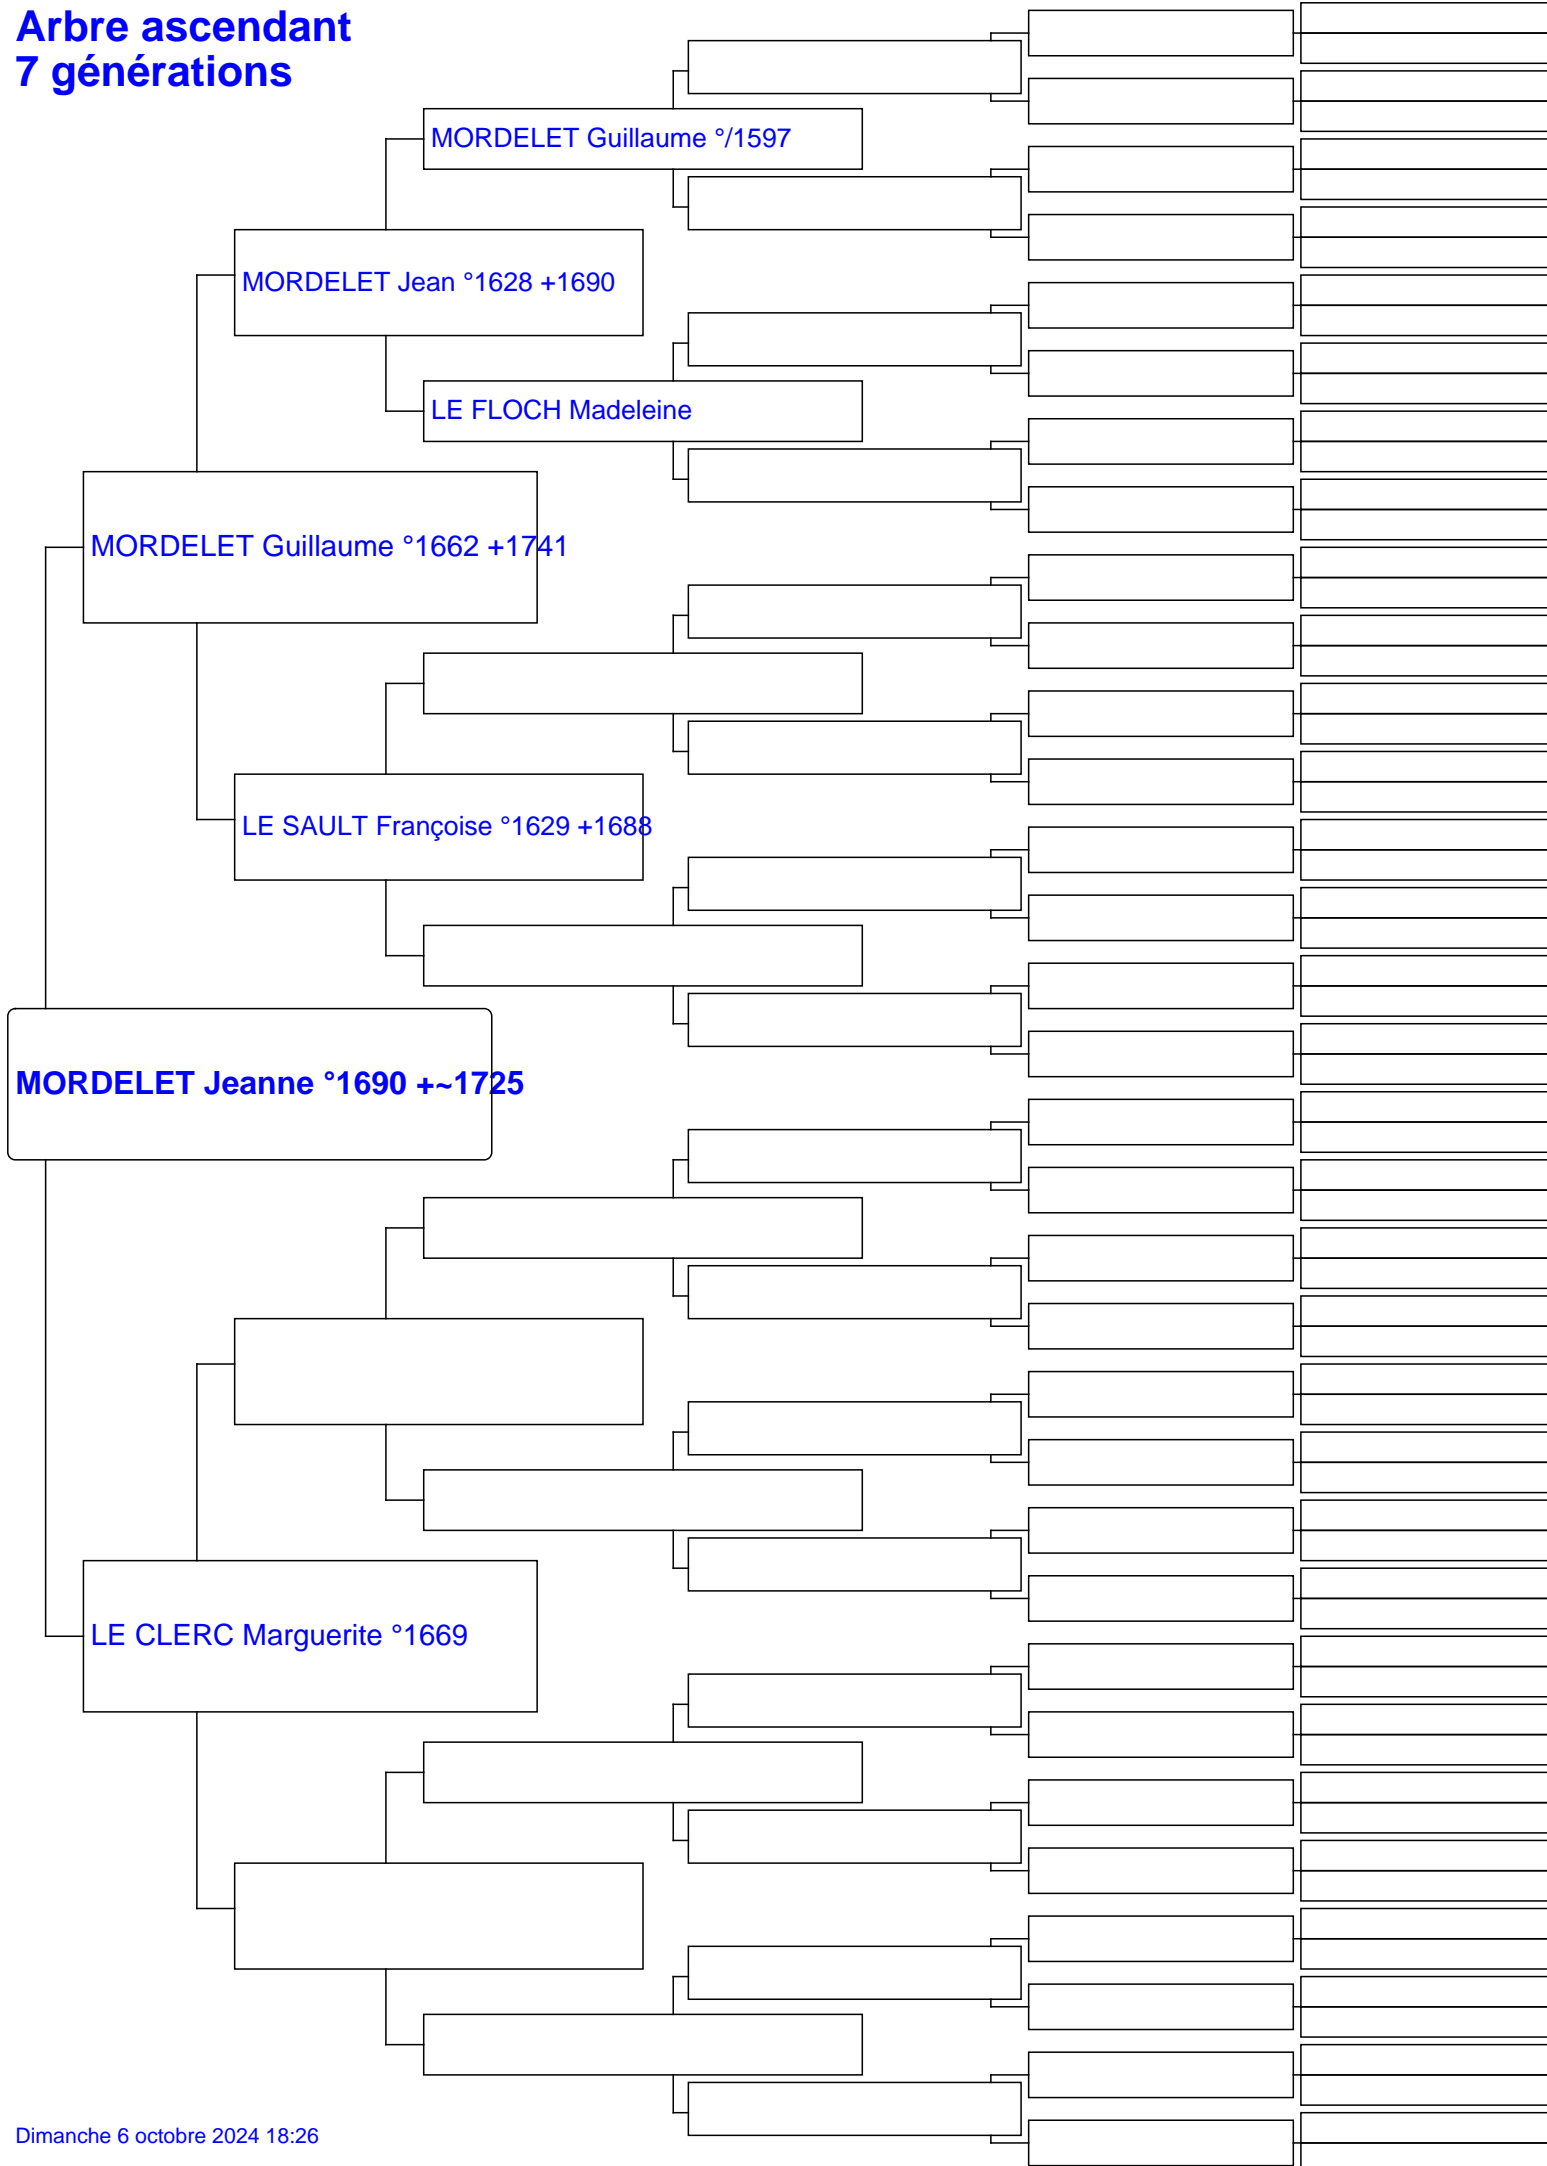 Arbre ascendant
7 générations
MORDELET Guillaume °/1597
MORDELET Jean °1628 +1690
LE FLOCH Madeleine
MORDELET Guillaume °1662 +1741
LE SAULT Françoise °1629 +1688
MORDELET Jeanne °1690 +~1725
LE CLERC Marguerite °1669
Dimanche 6 octobre 2024 18:26